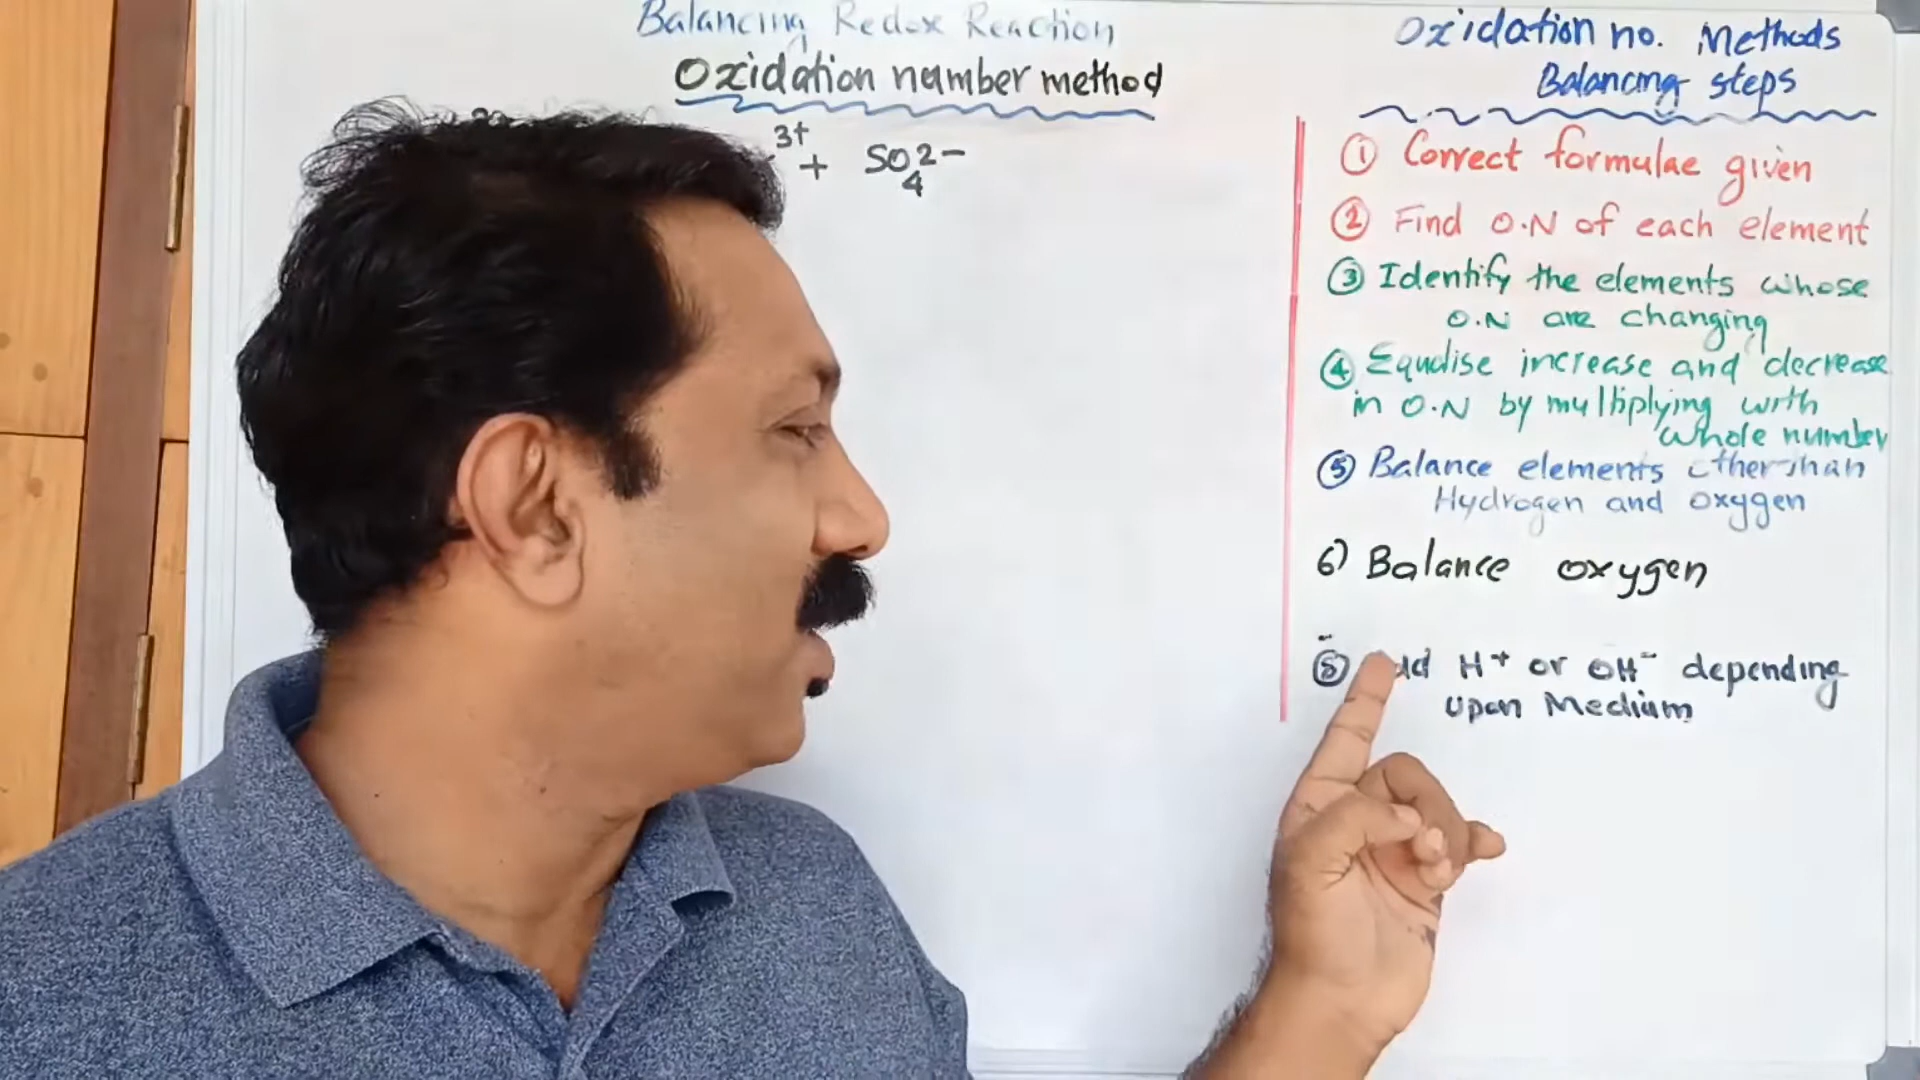 Balancing Redox Reaction
Oxidation number method
3+ + SO4 2-
Oxidation no. Methods
Balancing steps
① Correct formulae given
② Find O.N of each element
③ Identify the elements whose
O.N are changing
④ Equalise increase and decrease
in O.N by multiplying with
whole number
⑤ Balance elements other than
Hydrogen and oxygen
6) Balance oxygen
H+ or OH- depending
upon Medium